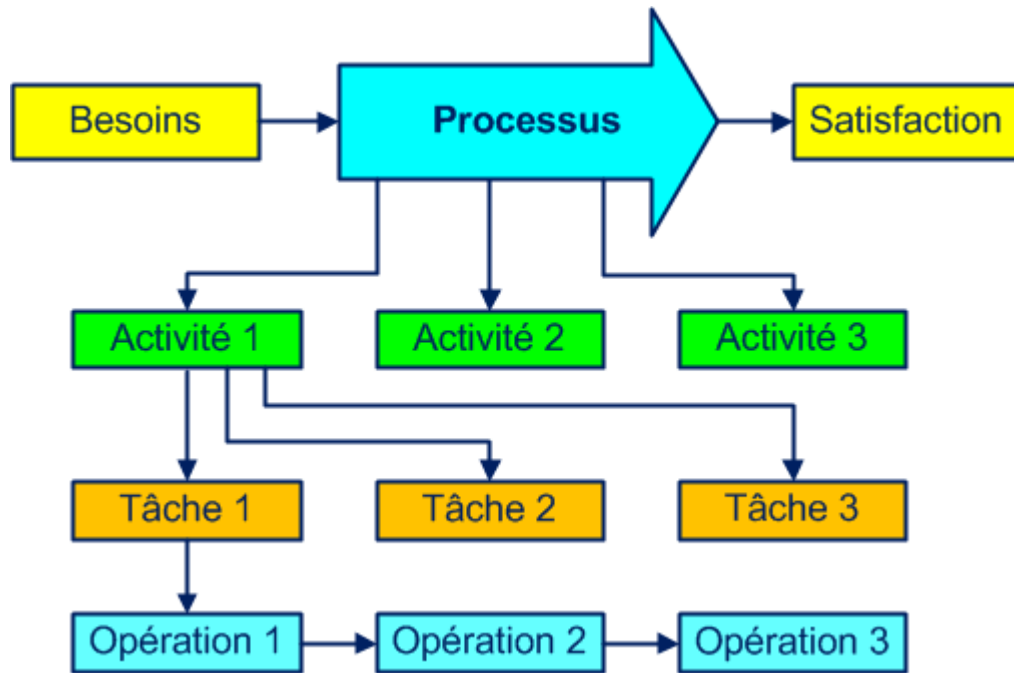 Besoins
Processus
Satisfaction
Activité 1
Activité 2
Activité 3
Tâche 1
Tâche 2
Tâche 3
Opération 1
Opération 2
Opération 3